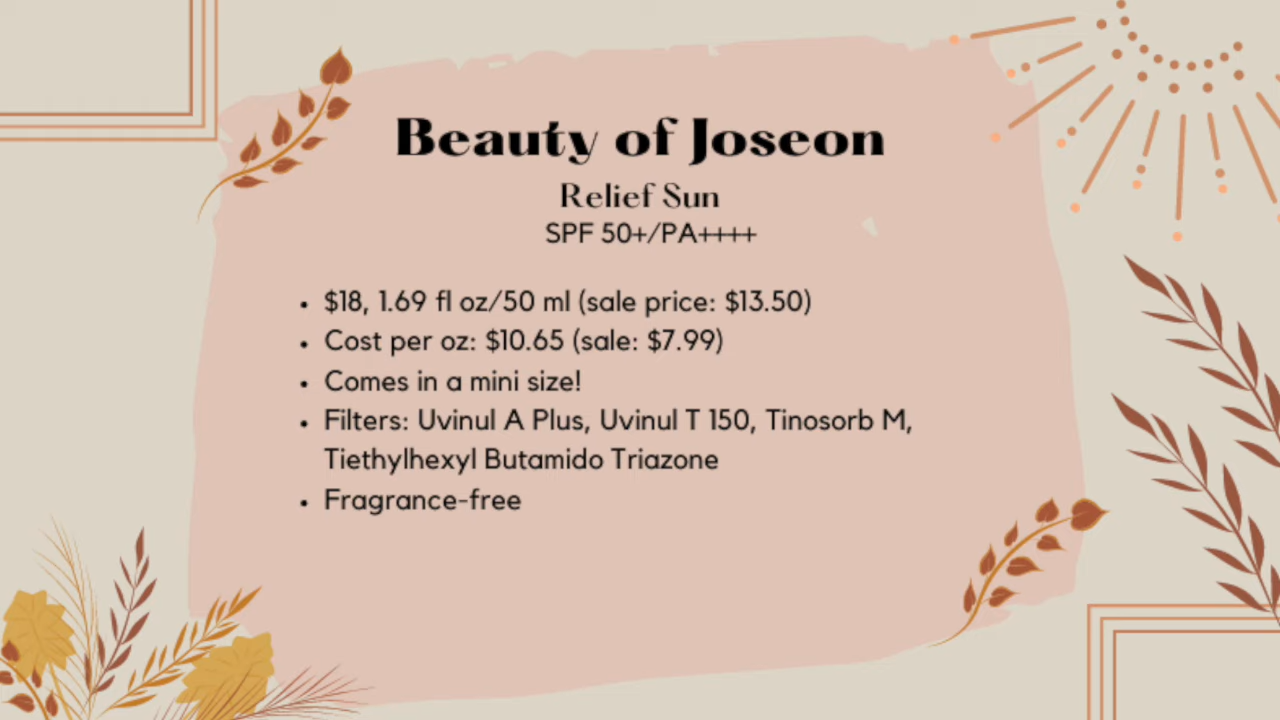 Beauty of Joseon
Relief Sun
SPF 50+/PA++++
• $18, 1.69 fl oz/50 ml (sale price: $13.50)
• Cost per oz: $10.65 (sale: $7.99)
• Comes in a mini size!
• Filters: Uvinul A Plus, Uvinul T 150, Tinosorb M,
Tiethylhexyl Butamido Triazone
• Fragrance-free